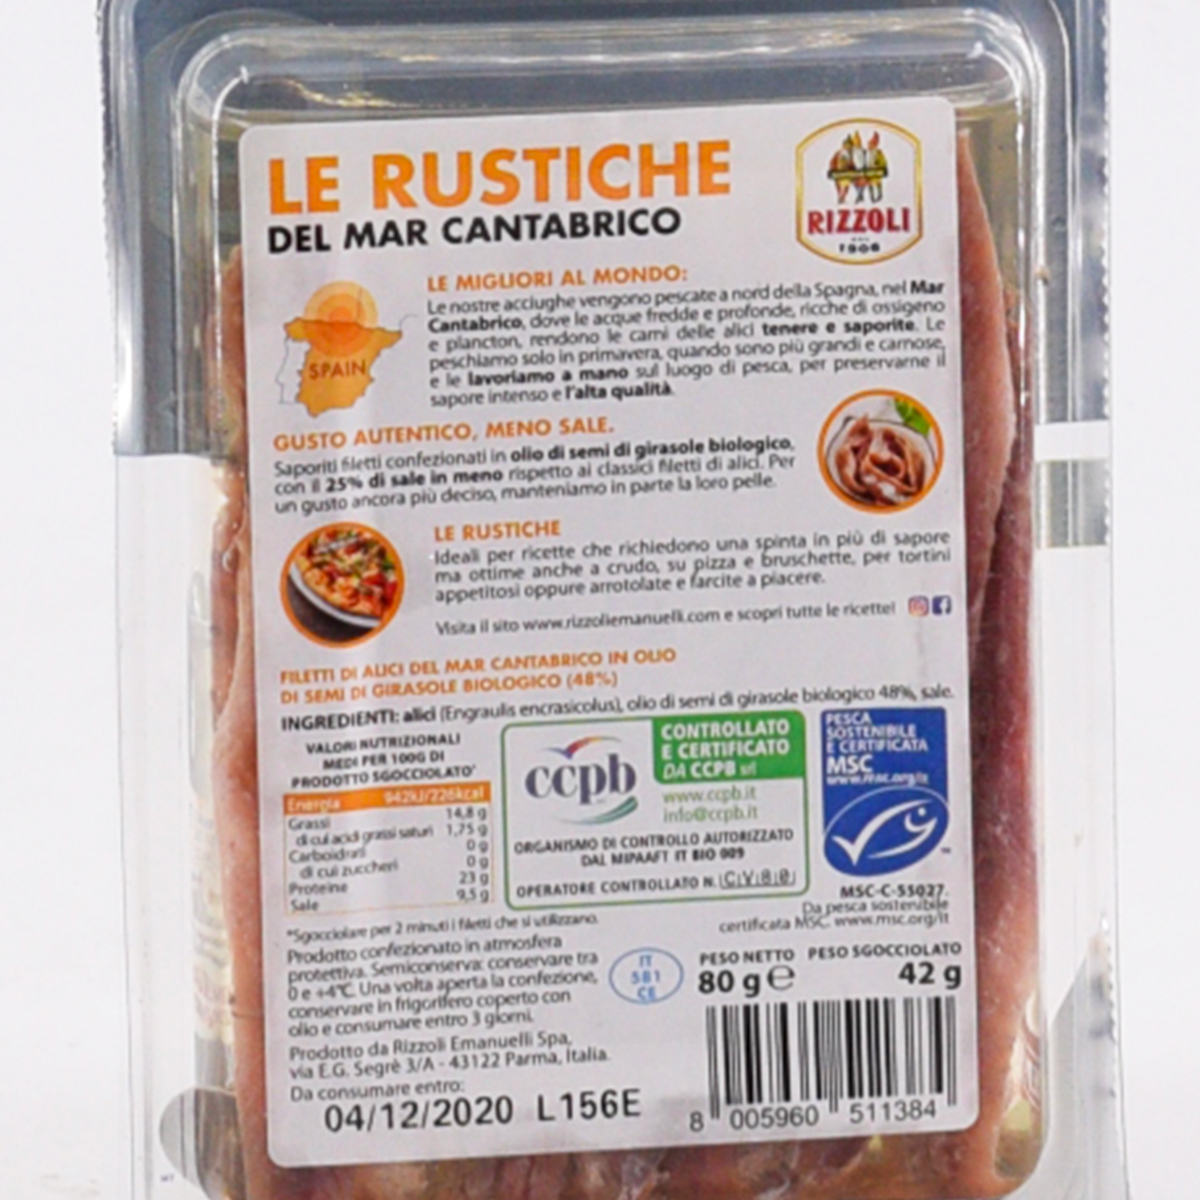 LE RUSTICHE
DEL MAR CANTABRICO
RIZZOLI
1906
LE MIGLIORI AL MONDO:
Le nostre acciughe vengono pescate a nord della Spagna, nel Mar
Cantabrico, dove le acque fredde e profonde, ricche di ossigeno
e plancton, rendono le carni delle alici tenere e saporite. Le
peschiamo solo in primavera, quando sono più grandi e carnose,
e le lavoriamo a mano sul luogo di pesca, per preservarne il
sapore intenso e l'alta qualità.
SPAIN
GUSTO AUTENTICO, MENO SALE.
Saporiti filetti confezionati in olio di semi di girasole biologico,
con il 25% di sale in meno rispetto ai classici filetti di alici. Per
un gusto ancora più deciso, manteniamo in parte la loro pelle.
LE RUSTICHE
Ideali per ricette che richiedono una spinta in più di sapore
ma ottime anche a crudo, su pizza e bruschette, per tortini
appetitosi oppure arrotolate e farcite a piacere.
Visita il sito www.rizzoliemanuelli.com e scopri tutte le ricette!
FILETTI DI ALICI DEL MAR CANTABRICO IN OLIO
DI SEMI DI GIRASOLE BIOLOGICO (48%)
INGREDIENTI: alici (Engraulis encrasicolus), olio di semi di girasole biologico 48%, sale.
VALORI NUTRIZIONALI
MEDI PER 100G DI
PRODOTTO SGOCCIOLATO*
Energia 942kJ/226kcal
Grassi 14,8 g
di cui acidi grassi saturi 1,75 g
Carboidrati 0 g
di cui zuccheri 0 g
Proteine 23 g
Sale 9,5 g
ccpb
CONTROLLATO
E CERTIFICATO
DA CCPB srl
www.ccpb.it
info@ccpb.it
ORGANISMO DI CONTROLLO AUTORIZZATO
DAL MIPAAFT IT BIO 009
OPERATORE CONTROLLATO N.
PESCA
SOSTENIBILE
E CERTIFICATA
MSC
www.msc.org/it
TM
MSC-C-55027.
Da pesca sostenibile
certificata MSC. www.msc.org/it
*Sgocciolare per 2 minuti i filetti che si utilizzano.
Prodotto confezionato in atmosfera
protettiva. Semiconserva: conservare tra
0 e +4°C. Una volta aperta la confezione,
conservare in frigorifero coperto con
olio e consumare entro 3 giorni.
IT
581
CE
PESO NETTO PESO SGOCCIOLATO
80 g e 42 g
Prodotto da Rizzoli Emanuelli Spa,
via E.G. Segrè 3/A - 43122 Parma, Italia.
Da consumare entro:
04/12/2020 L156E
8 005960 511384